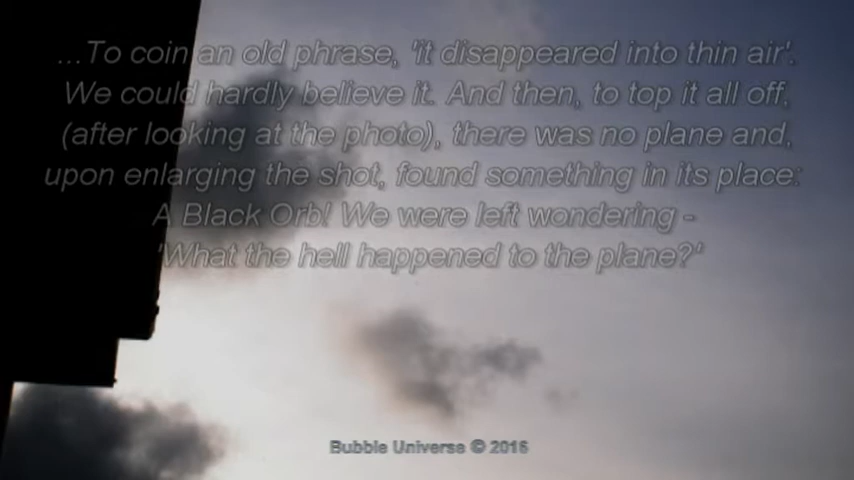 ...To coin an old phrase, 'it disappeared into thin air'.
We could hardly believe it. And then, to top it all off,
(after looking at the photo), there was no plane and,
upon enlarging the shot, found something in its place:
A Black Orb! We were left wondering -
'What the hell happened to the plane?'
Bubble Universe © 2016